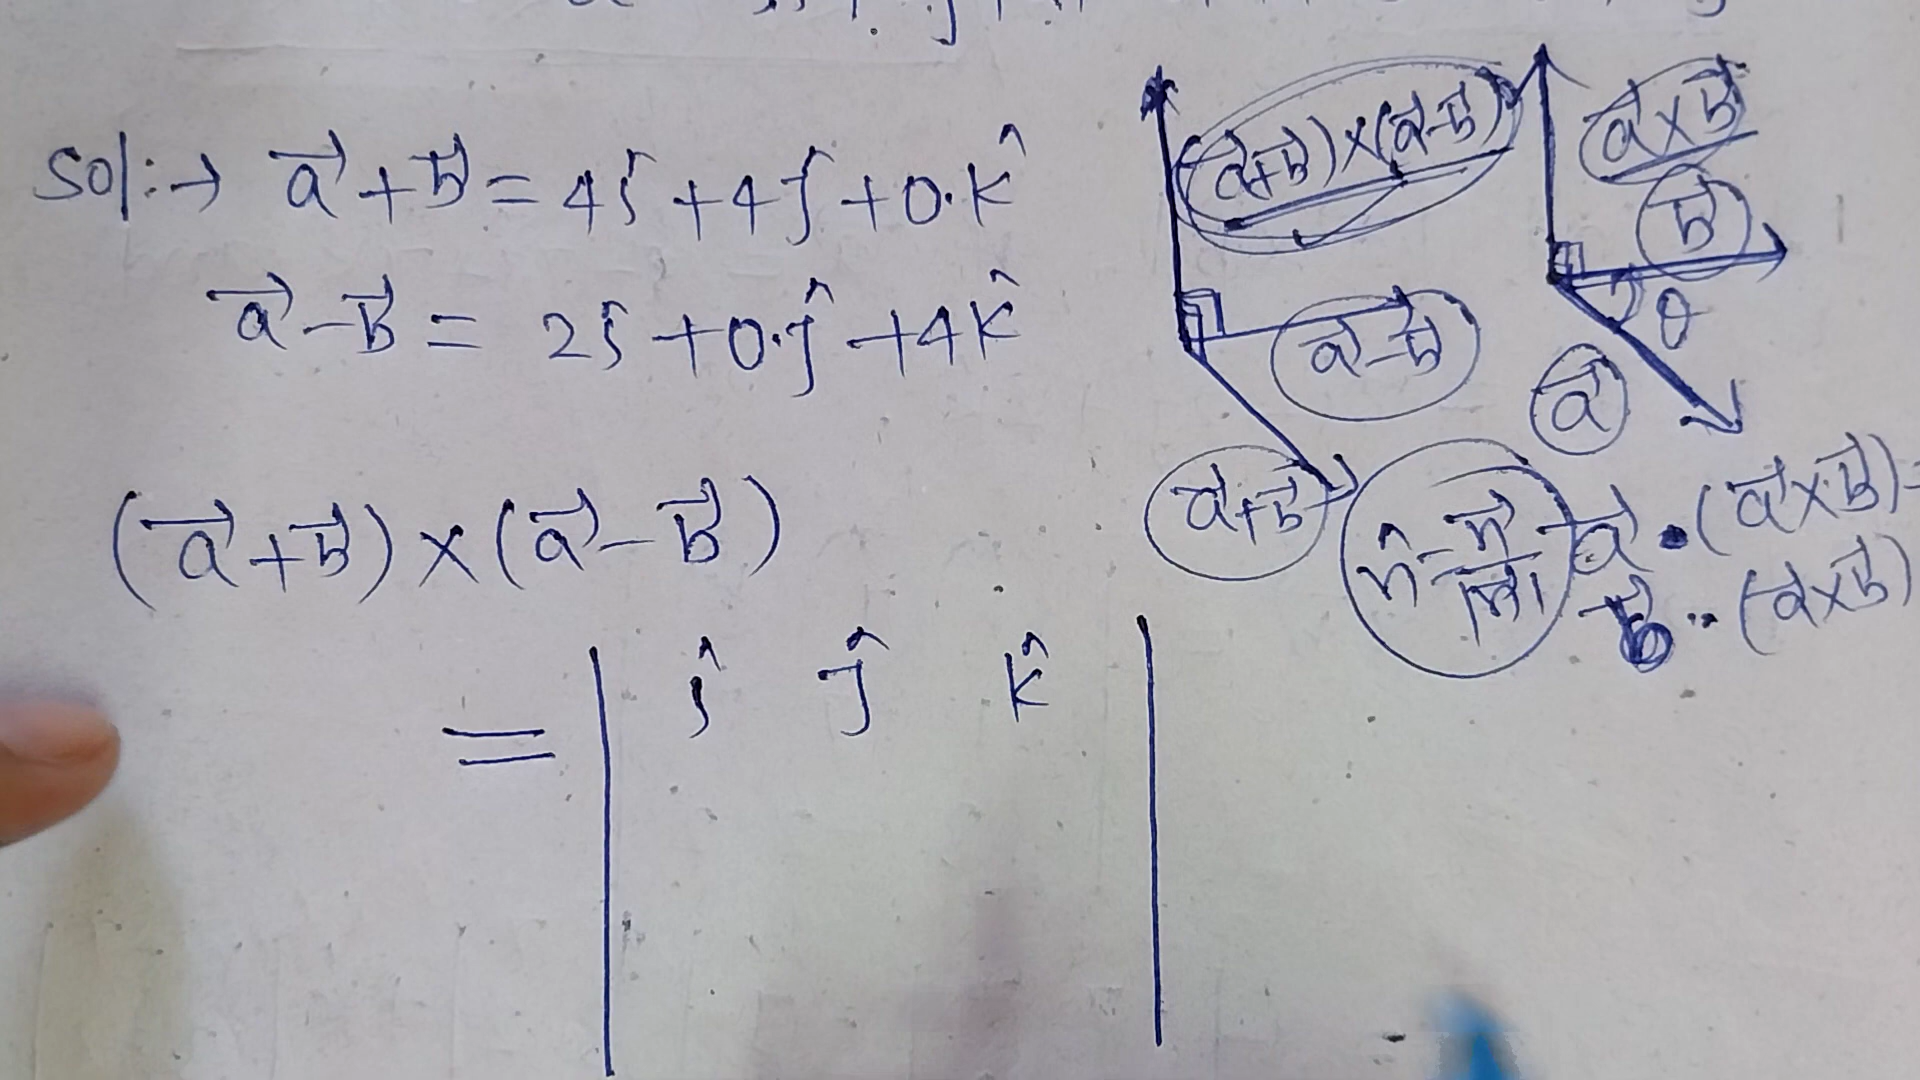 Sol:→ a⃗ + b⃗ = 4î + 4ĵ + 0·k̂
a⃗ − b⃗ = 2î + 0·ĵ + 4k̂
(a⃗ + b⃗) × (a⃗ − b⃗)
= | î ĵ k̂ |
(a⃗+b⃗)×(a⃗−b⃗)
a⃗−b⃗
a⃗+b⃗
a⃗×b⃗
b⃗
θ
a⃗
n̂ = n⃗/|n⃗|
a⃗·(a⃗×b⃗)=
b⃗·(a⃗×b⃗)